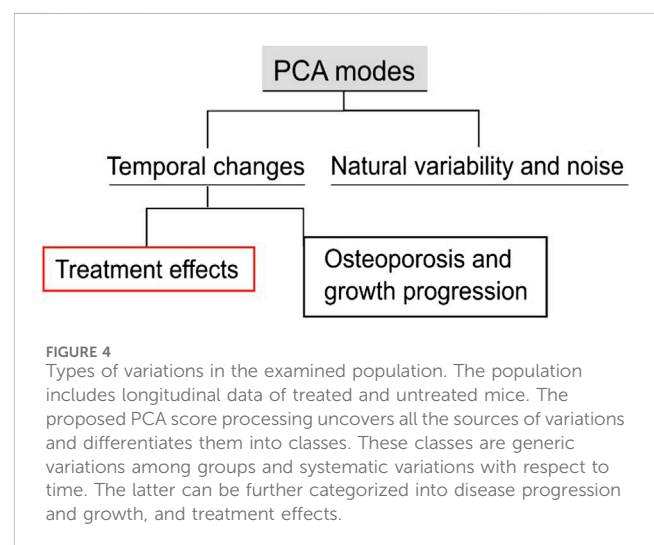 PCA modes
Temporal changes
Natural variability and noise
Treatment effects
Osteoporosis and
growth progression
FIGURE 4
Types of variations in the examined population. The population
includes longitudinal data of treated and untreated mice. The
proposed PCA score processing uncovers all the sources of variations
and differentiates them into classes. These classes are generic
variations among groups and systematic variations with respect to
time. The latter can be further categorized into disease progression
and growth, and treatment effects.